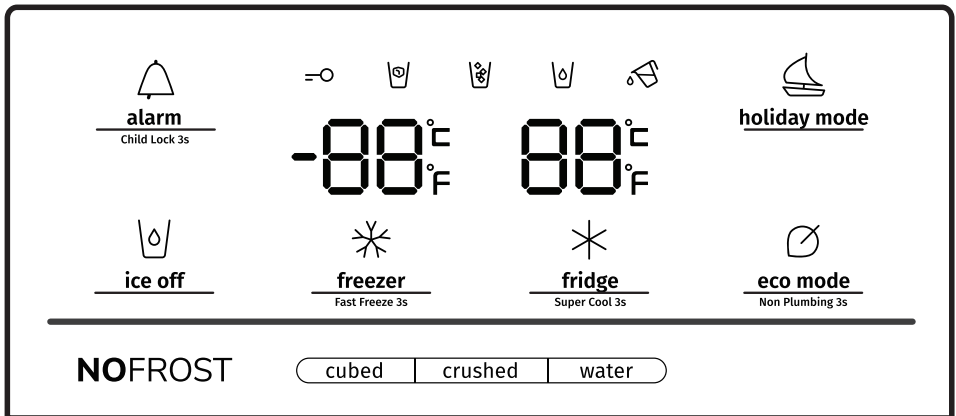 alarm
Child Lock 3s
-88°C
°F
88°C
°F
holiday mode
ice off
freezer
Fast Freeze 3s
fridge
Super Cool 3s
eco mode
Non Plumbing 3s
NOFROST
cubed
crushed
water